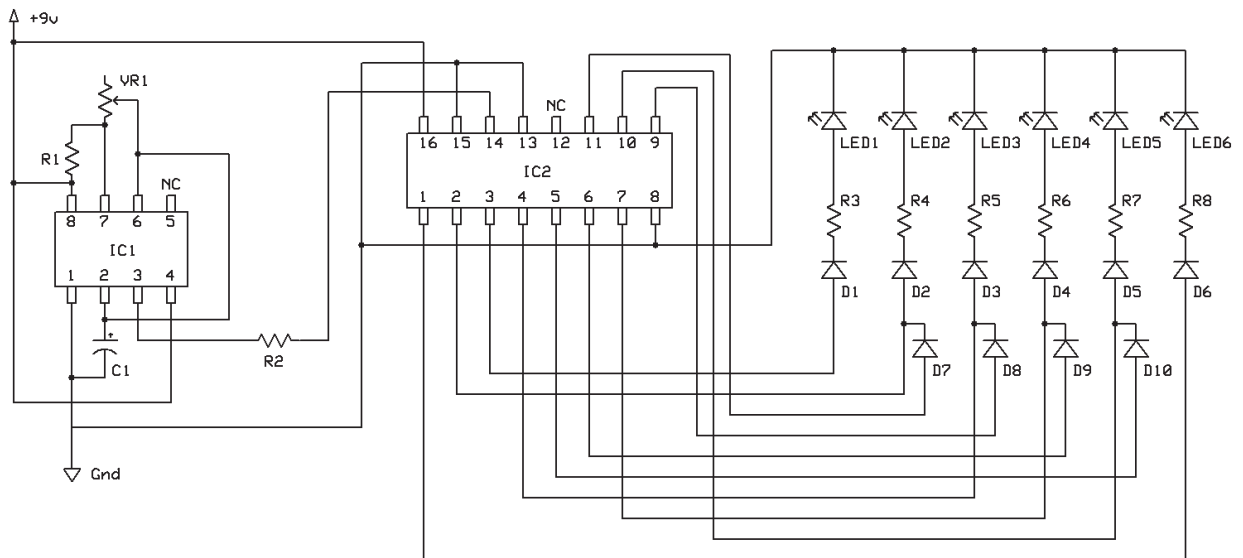 +9v
VR1
R1
NC
8 7 6 5
IC1
1 2 3 4
C1
R2
Gnd
NC
16 15 14 13 12 11 10 9
IC2
1 2 3 4 5 6 7 8
LED1 LED2 LED3 LED4 LED5 LED6
R3 R4 R5 R6 R7 R8
D1 D2 D3 D4 D5 D6
D7 D8 D9 D10
+